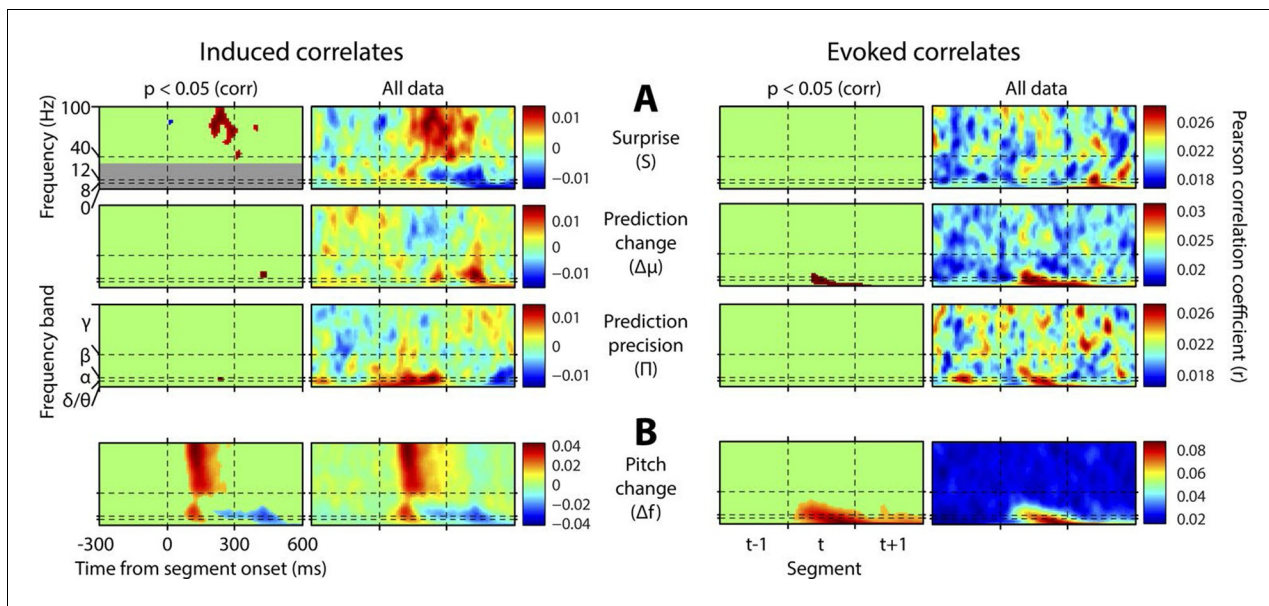 Induced correlates
Evoked correlates
p < 0.05 (corr)
All data
A
p < 0.05 (corr)
All data
Frequency (Hz)
100
40
12
8
0
0.01
0
−0.01
Surprise
(S)
0.026
0.022
0.018
Pearson correlation coefficient (r)
0.01
0
−0.01
Prediction
change
(Δμ)
0.03
0.025
0.02
Frequency band
γ
β
α
δ/θ
0.01
0
−0.01
Prediction
precision
(Π)
0.026
0.022
0.018
B
0.04
0.02
0
−0.02
−0.04
Pitch
change
(Δf)
0.08
0.06
0.04
0.02
-300
0
300
600
Time from segment onset (ms)
t-1
t
t+1
Segment